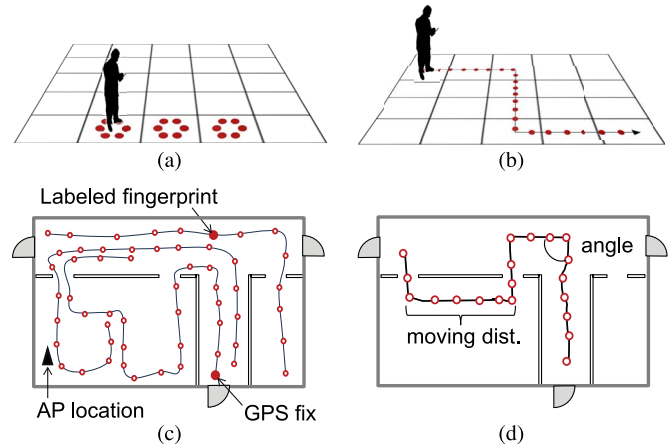 (a)
(b)
Labeled fingerprint
AP location
GPS fix
(c)
angle
moving dist.
(d)